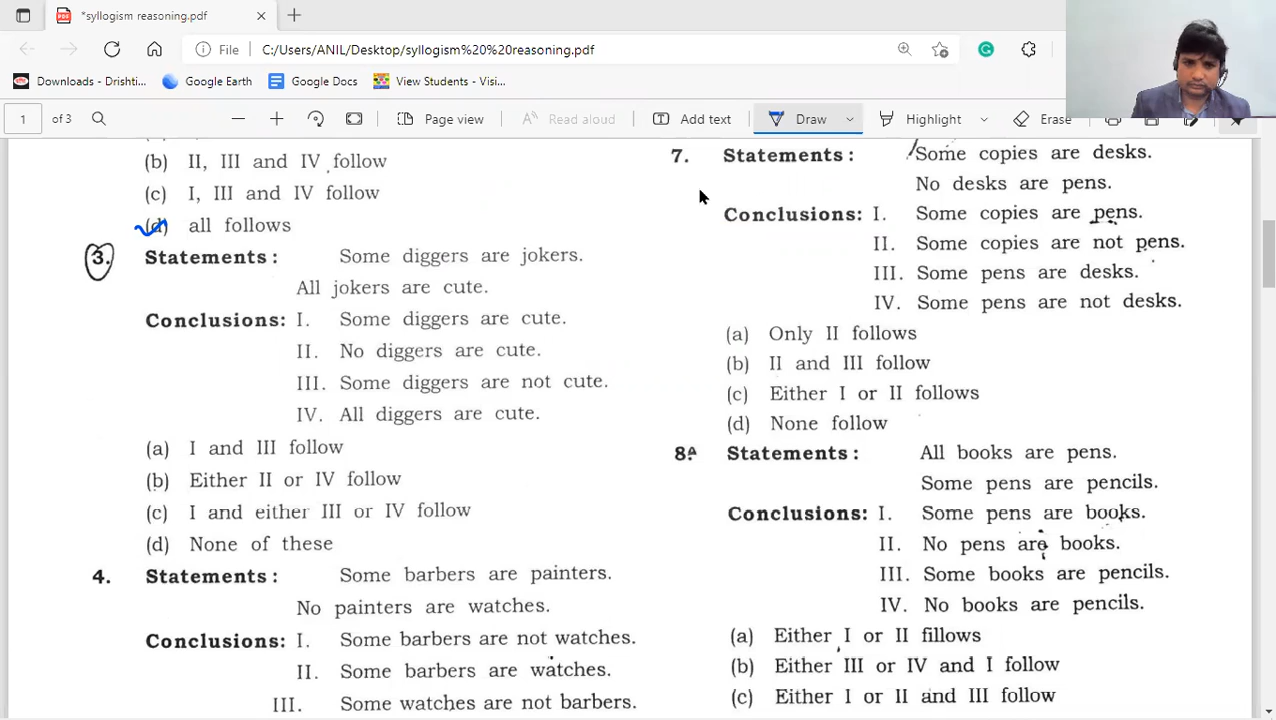 *syllogism reasoning.pdf
File C:/Users/ANIL/Desktop/syllogism%20%20reasoning.pdf
Downloads - Drishti... Google Earth Google Docs View Students - Visi...
1 of 3 Page view Read aloud Add text Draw Highlight Erase
(b) II, III and IV follow
(c) I, III and IV follow
(d) all follows
3. Statements : Some diggers are jokers.
All jokers are cute.
Conclusions: I. Some diggers are cute.
II. No diggers are cute.
III. Some diggers are not cute.
IV. All diggers are cute.
(a) I and III follow
(b) Either II or IV follow
(c) I and either III or IV follow
(d) None of these
4. Statements : Some barbers are painters.
No painters are watches.
Conclusions: I. Some barbers are not watches.
II. Some barbers are watches.
III. Some watches are not barbers.
7. Statements : Some copies are desks.
No desks are pens.
Conclusions: I. Some copies are pens.
II. Some copies are not pens.
III. Some pens are desks.
IV. Some pens are not desks.
(a) Only II follows
(b) II and III follow
(c) Either I or II follows
(d) None follow
8. Statements : All books are pens.
Some pens are pencils.
Conclusions: I. Some pens are books.
II. No pens are books.
III. Some books are pencils.
IV. No books are pencils.
(a) Either I or II fillows
(b) Either III or IV and I follow
(c) Either I or II and III follow